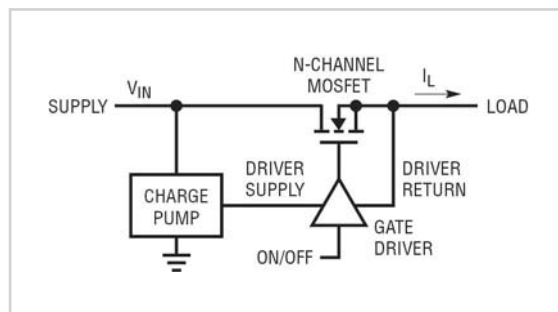 N-CHANNEL
MOSFET
I_L
V_IN
SUPPLY
LOAD
DRIVER
SUPPLY
DRIVER
RETURN
CHARGE
PUMP
GATE
DRIVER
ON/OFF